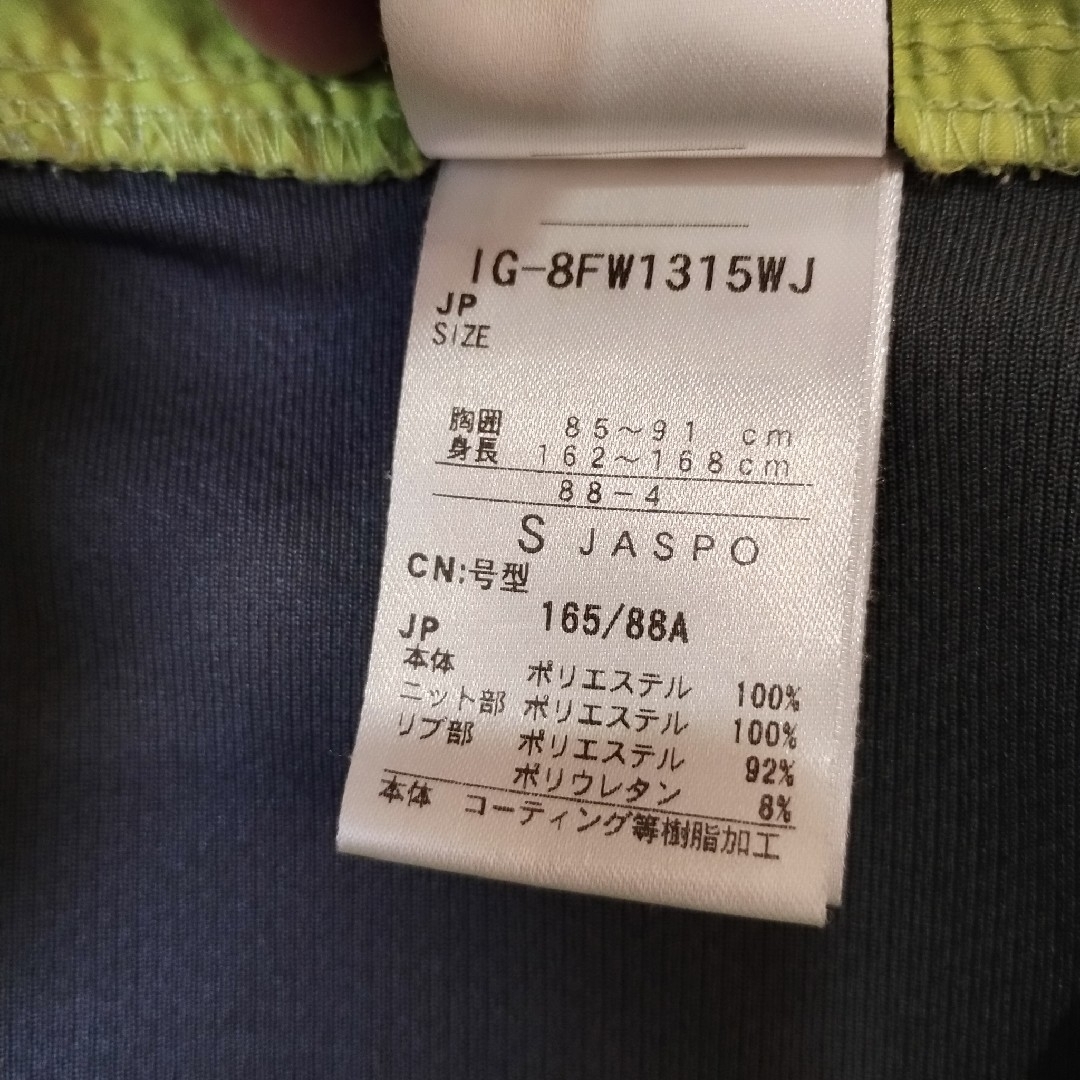 IG-8FW1315WJ
JP
SIZE
胸囲 85～91 cm
身長 162～168cm
88-4
S JASPO
CN:号型
165/88A
JP
本体 ポリエステル 100%
ニット部 ポリエステル 100%
リブ部 ポリエステル 92%
ポリウレタン 8%
本体 コーティング等樹脂加工